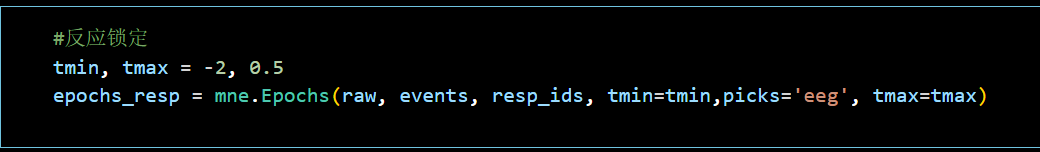 #反应锁定
tmin, tmax = -2, 0.5
epochs_resp = mne.Epochs(raw, events, resp_ids, tmin=tmin,picks='eeg', tmax=tmax)